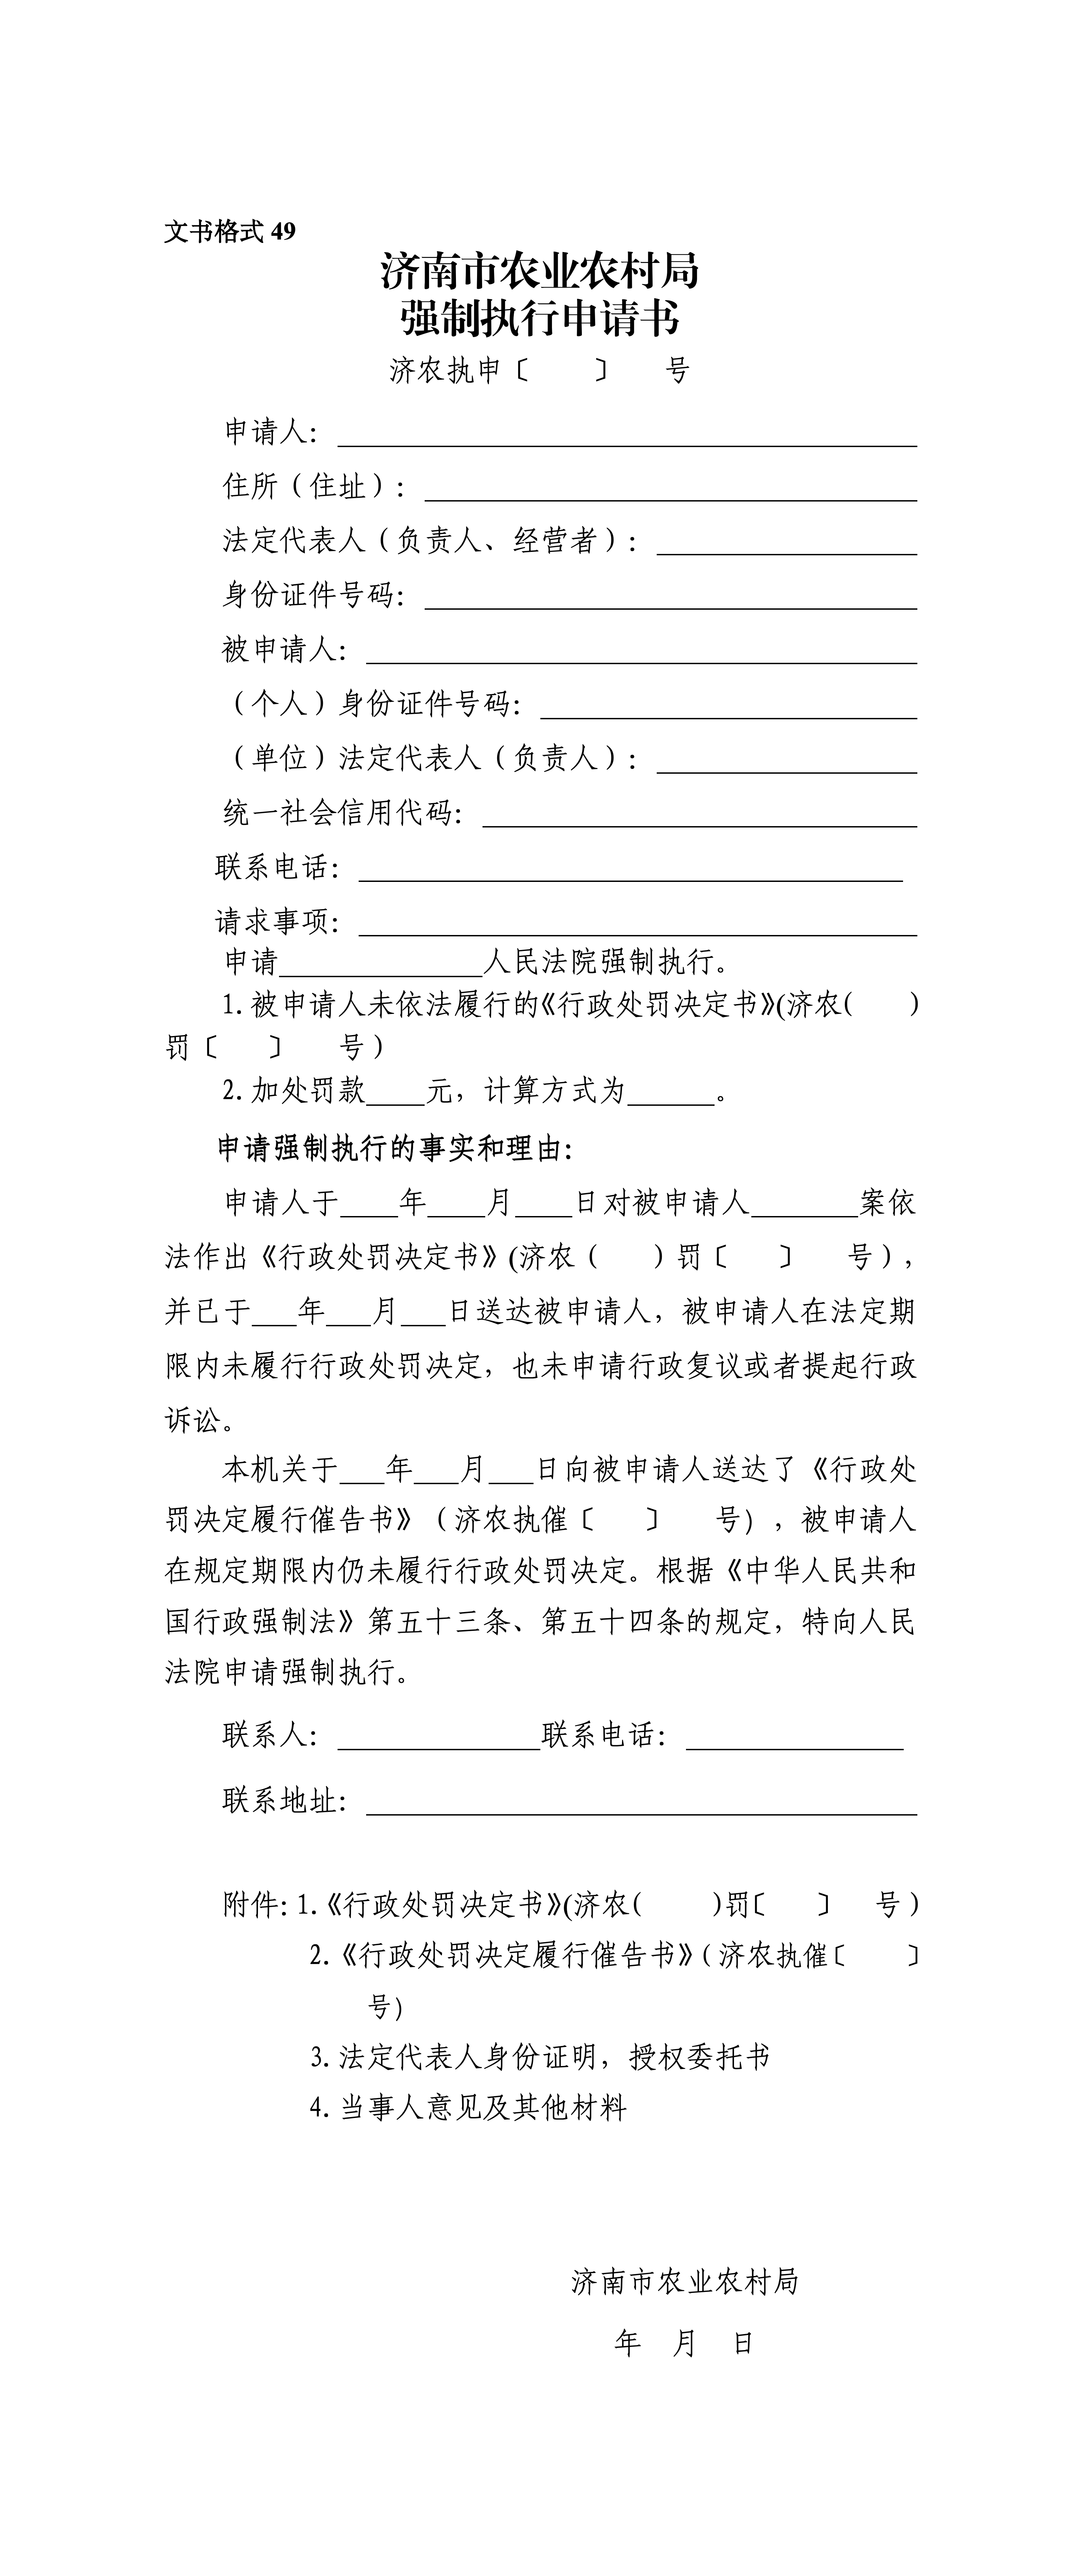 文书格式 49
济南市农业农村局
强制执行申请书
济农执申〔　　〕　号
申请人：____________________
住所（住址）：____________________
法定代表人（负责人、经营者）：____________________
身份证件号码：____________________
被申请人：____________________
（个人）身份证件号码：____________________
（单位）法定代表人（负责人）：____________________
统一社会信用代码：____________________
联系电话：____________________
请求事项：____________________
申请______________人民法院强制执行。
1. 被申请人未依法履行的《行政处罚决定书》(济农(　　)
罚〔　　〕　号）
2. 加处罚款____元，计算方式为______。
申请强制执行的事实和理由：
申请人于____年____月____日对被申请人_______案依
法作出《行政处罚决定书》(济农（　　）罚〔　　〕　号），
并已于___年___月___日送达被申请人，被申请人在法定期
限内未履行行政处罚决定，也未申请行政复议或者提起行政
诉讼。
本机关于___年___月___日向被申请人送达了《行政处
罚决定履行催告书》（济农执催〔　　〕　号），被申请人
在规定期限内仍未履行行政处罚决定。根据《中华人民共和
国行政强制法》第五十三条、第五十四条的规定，特向人民
法院申请强制执行。
联系人：______________联系电话：_______________
联系地址：____________________
附件：1.《行政处罚决定书》(济农(　　)罚〔　　〕　号）
2.《行政处罚决定履行催告书》（济农执催〔　　〕
号）
3. 法定代表人身份证明，授权委托书
4. 当事人意见及其他材料
济南市农业农村局
年　月　日